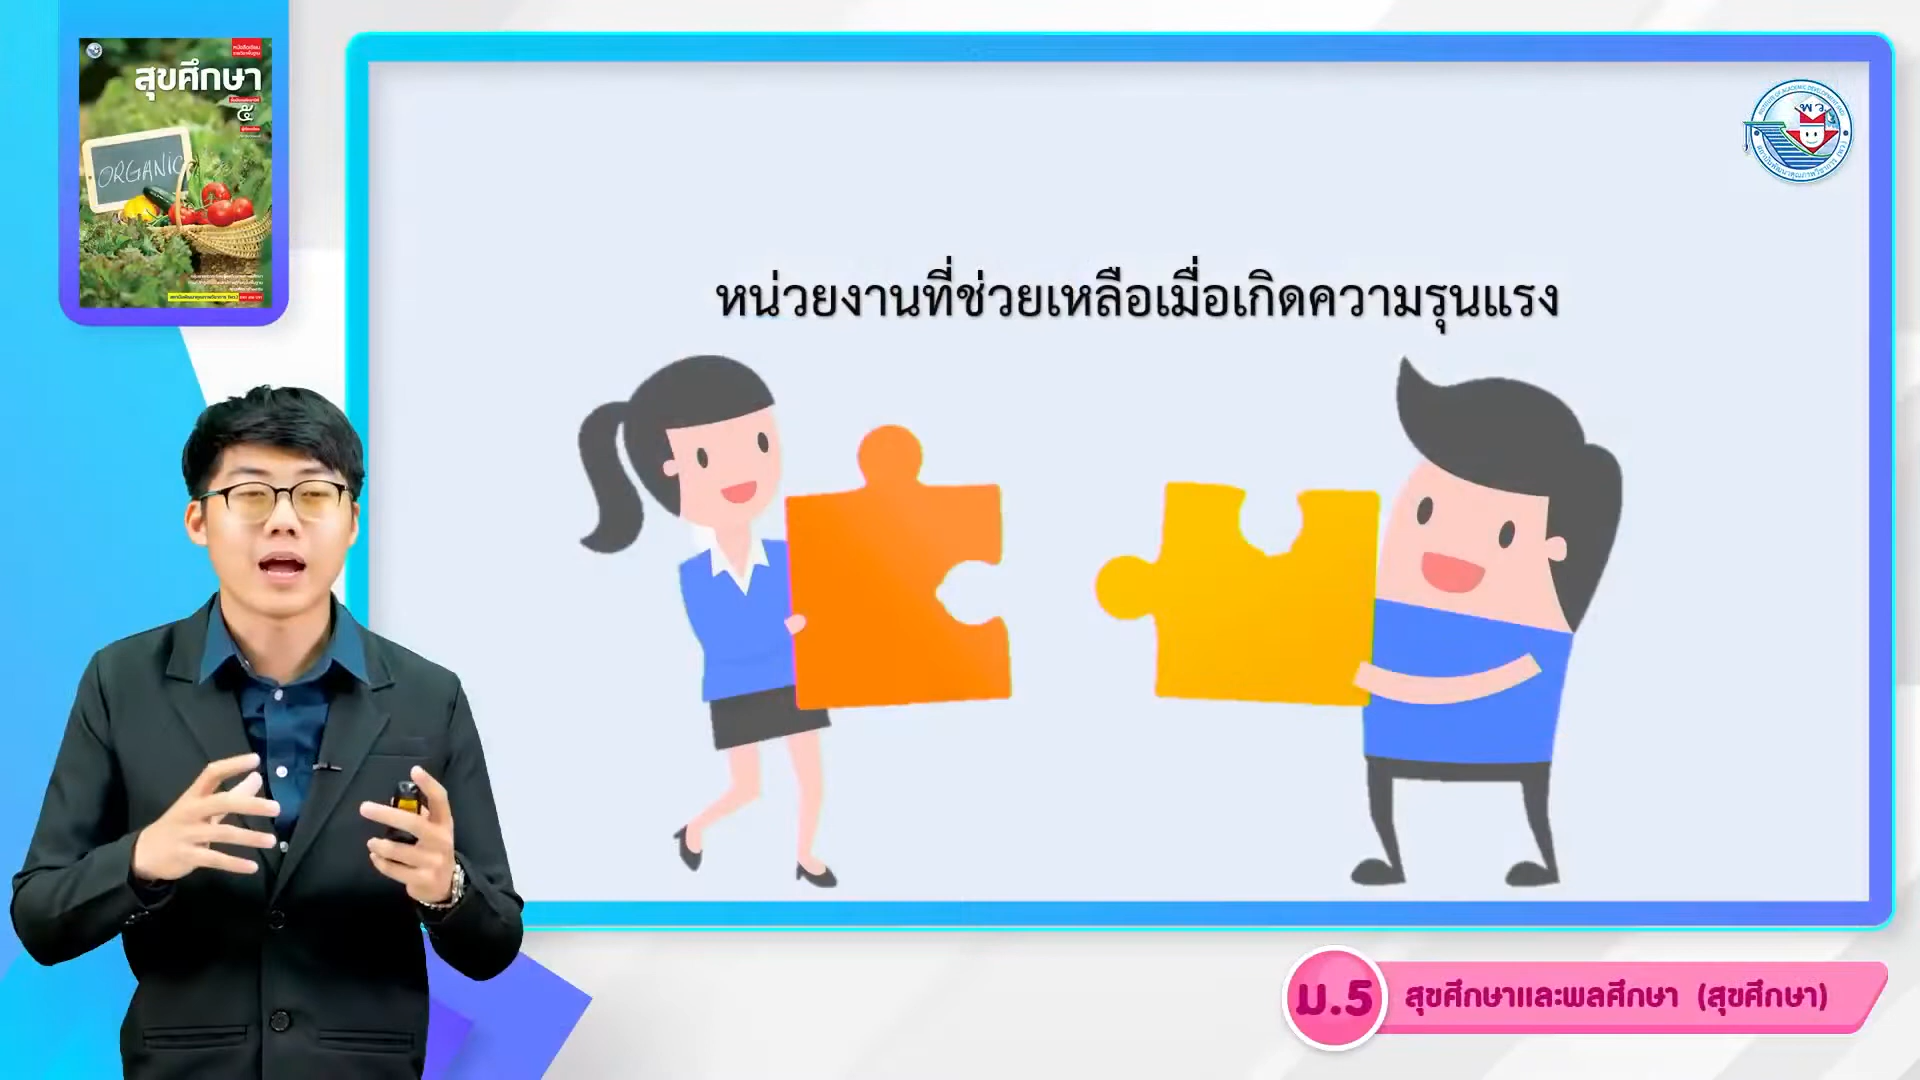 สุขศึกษา
๕
ORGANIC
พว.
หน่วยงานที่ช่วยเหลือเมื่อเกิดความรุนแรง
ม.5 สุขศึกษาและพลศึกษา (สุขศึกษา)